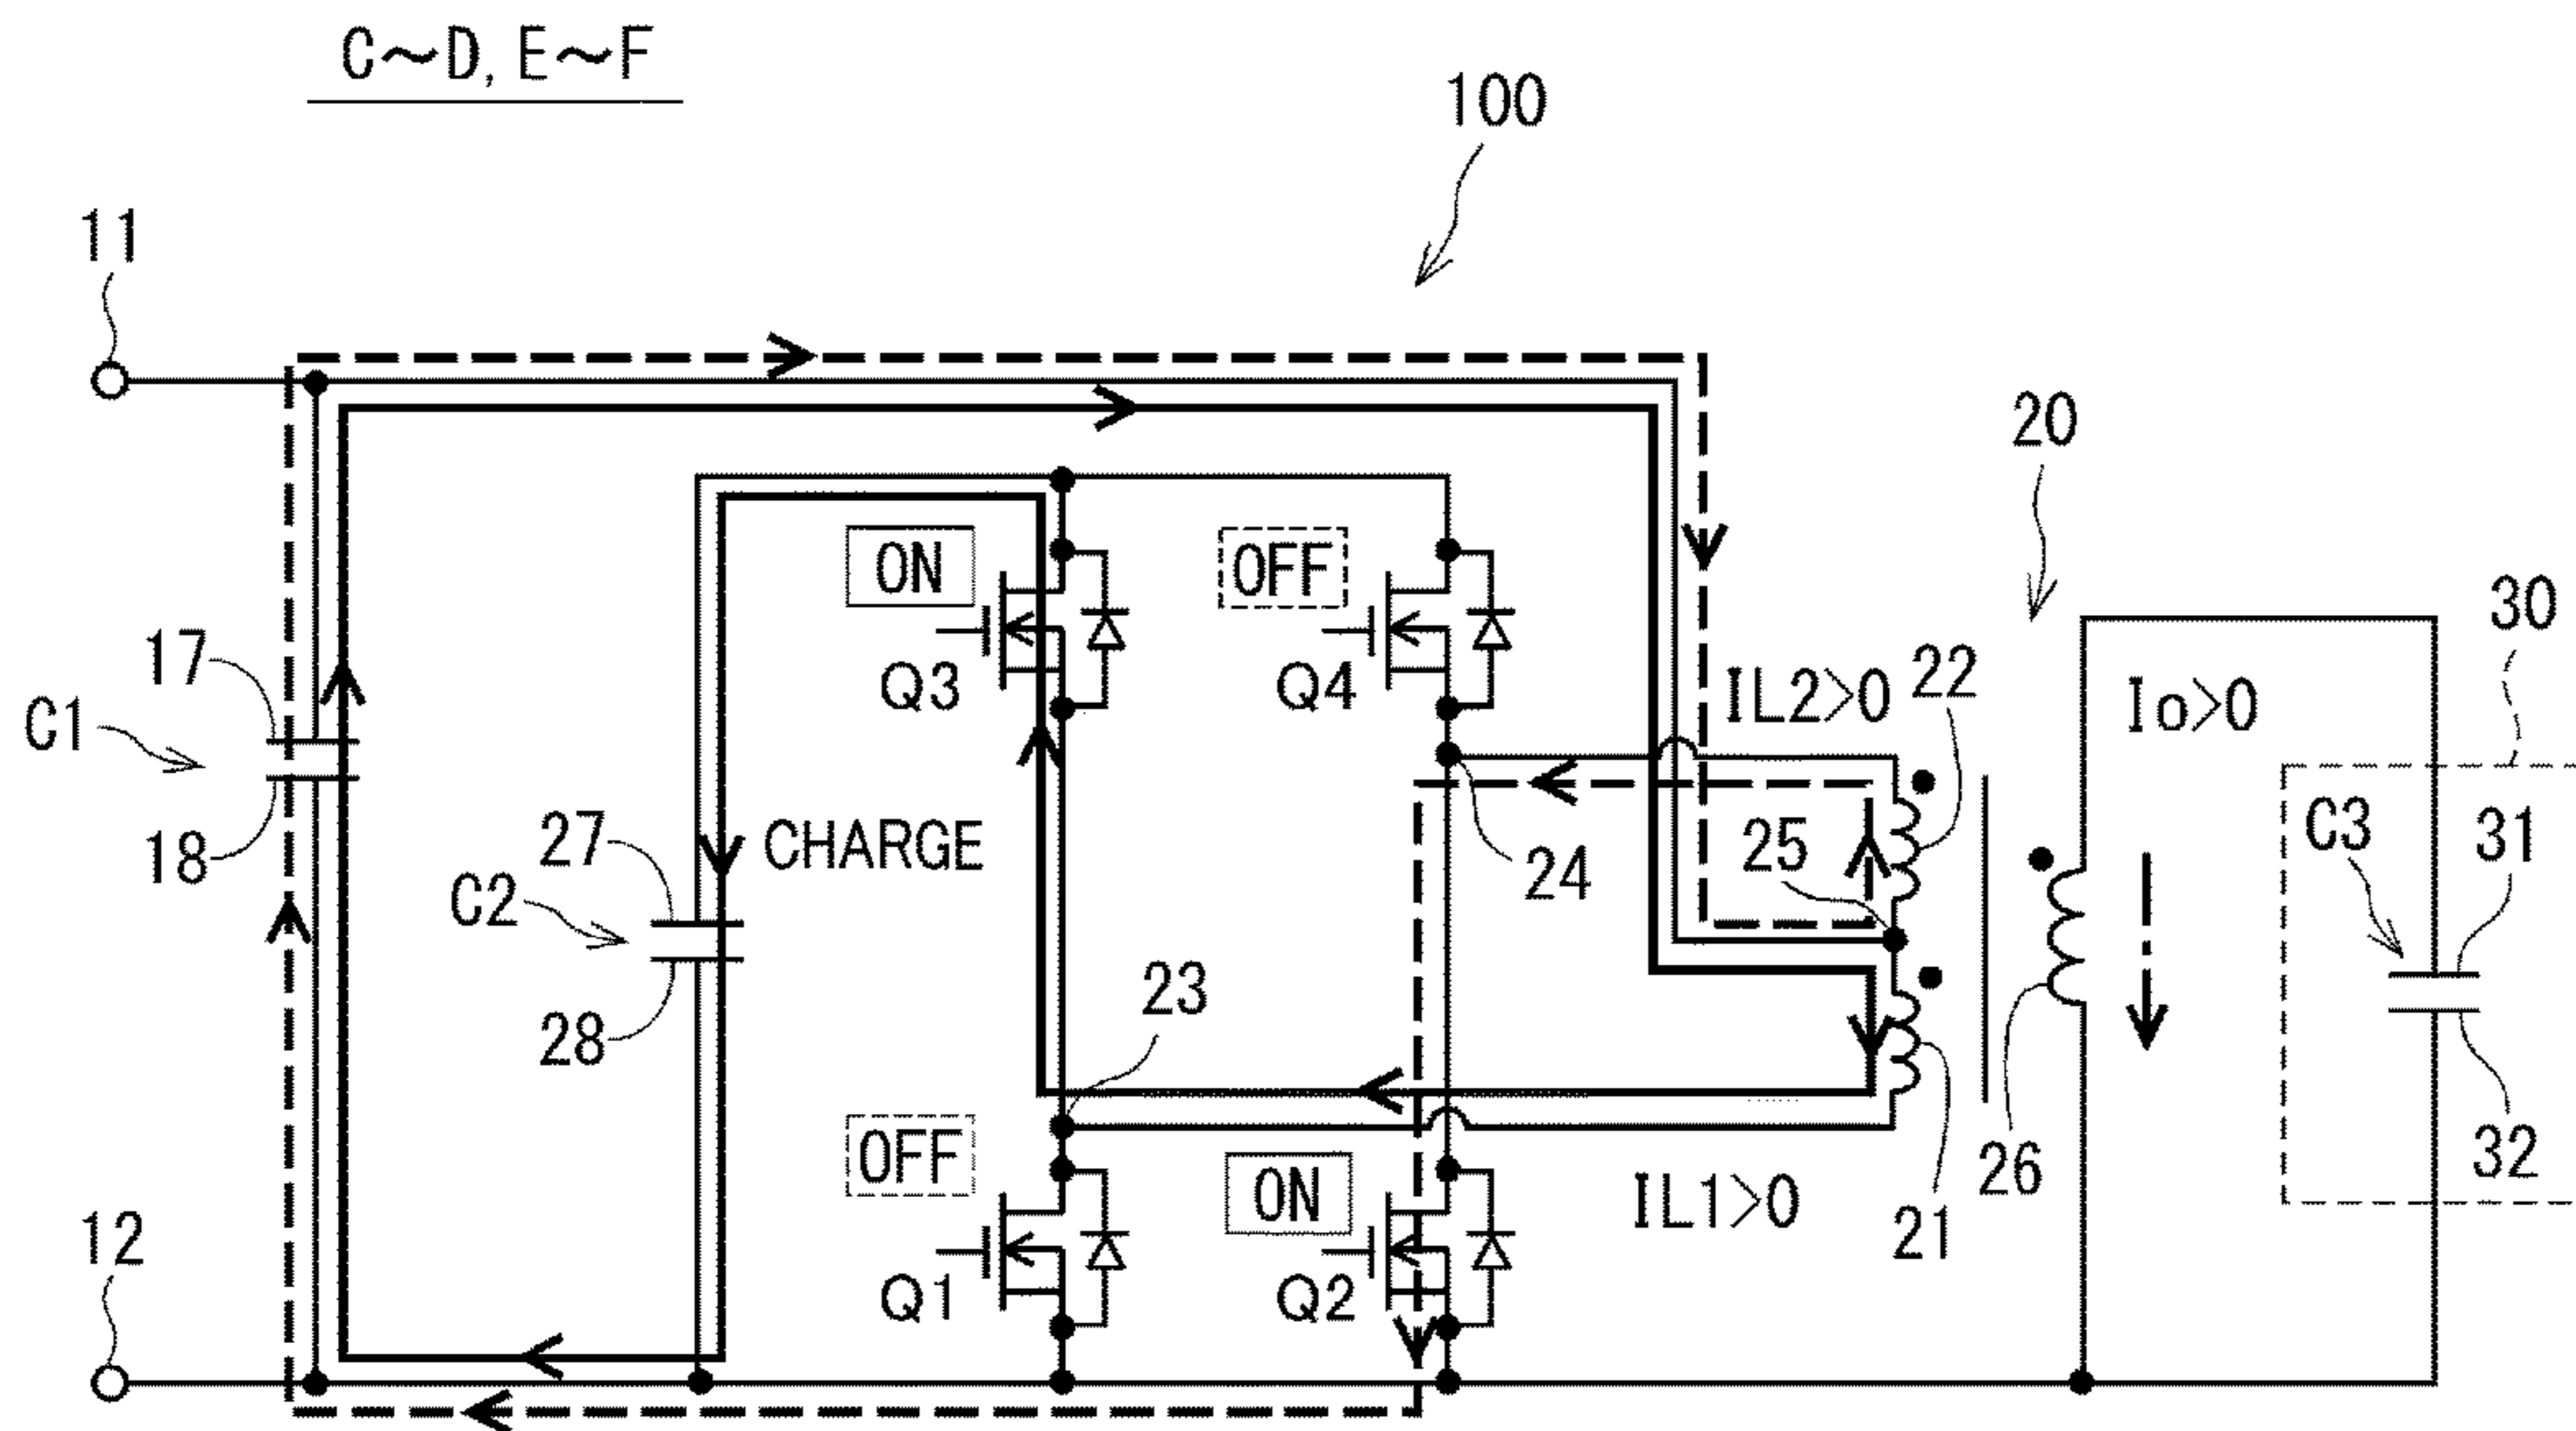 C~D, E~F
100
11
20
ON
OFF
30
17
Q3
Q4
IL2>0
22
Io>0
C1
18
27
CHARGE
25
C3
31
C2
24
28
23
OFF
ON
26
32
12
IL1>0
21
Q1
Q2